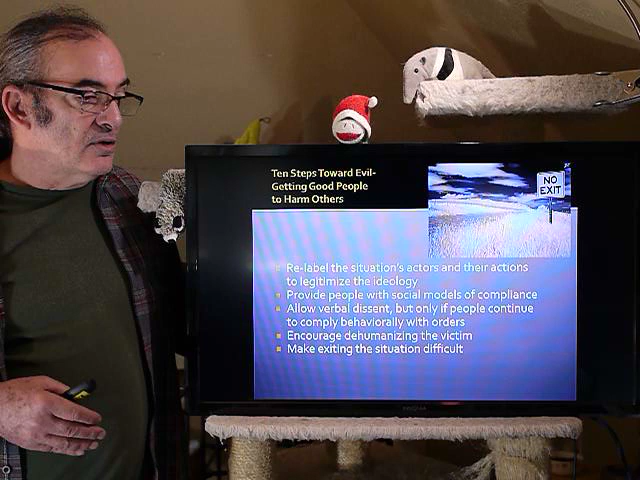 Ten Steps Toward Evil-
Getting Good People
to Harm Others
NO
EXIT
Re-label the situation's actors and their actions
to legitimize the ideology
Provide people with social models of compliance
Allow verbal dissent, but only if people continue
to comply behaviorally with orders
Encourage dehumanizing the victim
Make exiting the situation difficult
INSIGNIA